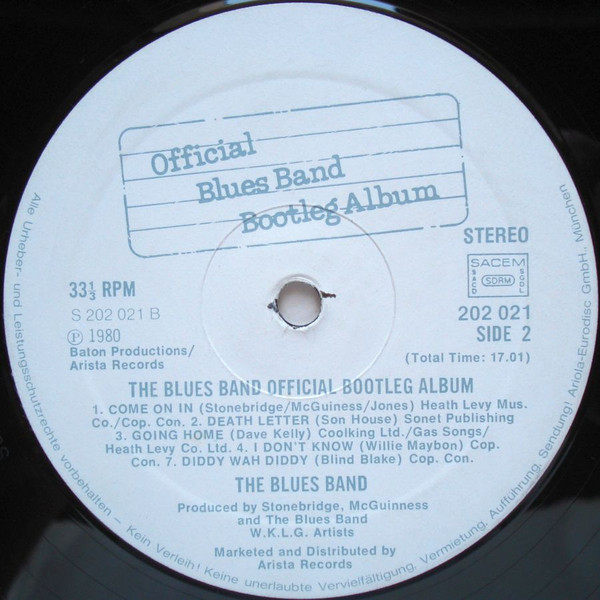 Official
Blues Band
Bootleg Album
STEREO
33⅓ RPM
SACEM
SACD SDRM SGDL
S 202 021 B
202 021
℗ 1980
SIDE 2
Baton Productions/
Arista Records
(Total Time: 17.01)
THE BLUES BAND OFFICIAL BOOTLEG ALBUM
1. COME ON IN (Stonebridge/McGuiness/Jones) Heath Levy Mus.
Co./Cop. Con. 2. DEATH LETTER (Son House) Sonet Publishing
3. GOING HOME (Dave Kelly) Coolking Ltd./Gas Songs/
Heath Levy Co. Ltd. 4. I DON'T KNOW (Willie Maybon) Cop.
Con. 7. DIDDY WAH DIDDY (Blind Blake) Cop. Con.
THE BLUES BAND
Produced by Stonebridge, McGuinness
and The Blues Band
W.K.L.G. Artists
Marketed and Distributed by
Arista Records
Alle Urheber- und Leistungsschutzrechte vorbehalten – Kein Verleih! Keine unerlaubte Vervielfältigung, Vermietung, Aufführung, Sendung! Ariola-Eurodisc GmbH., München